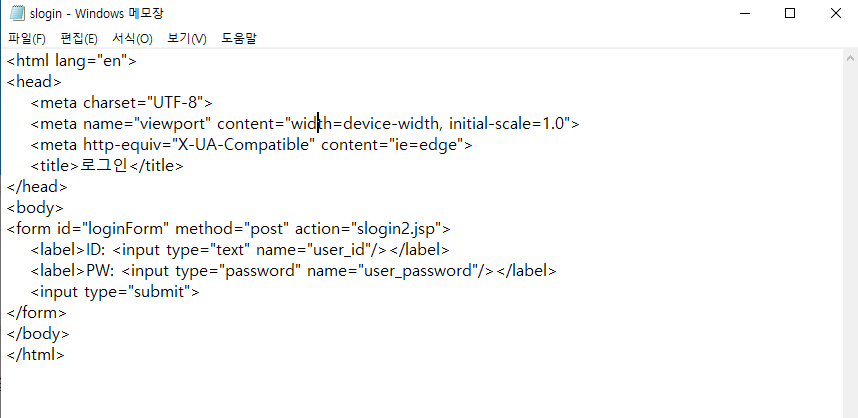 slogin - Windows 메모장
파일(F) 편집(E) 서식(O) 보기(V) 도움말
<html lang="en">
<head>
    <meta charset="UTF-8">
    <meta name="viewport" content="width=device-width, initial-scale=1.0">
    <meta http-equiv="X-UA-Compatible" content="ie=edge">
    <title>로그인</title>
</head>
<body>
<form id="loginForm" method="post" action="slogin2.jsp">
    <label>ID: <input type="text" name="user_id"/></label>
    <label>PW: <input type="password" name="user_password"/></label>
    <input type="submit">
</form>
</body>
</html>